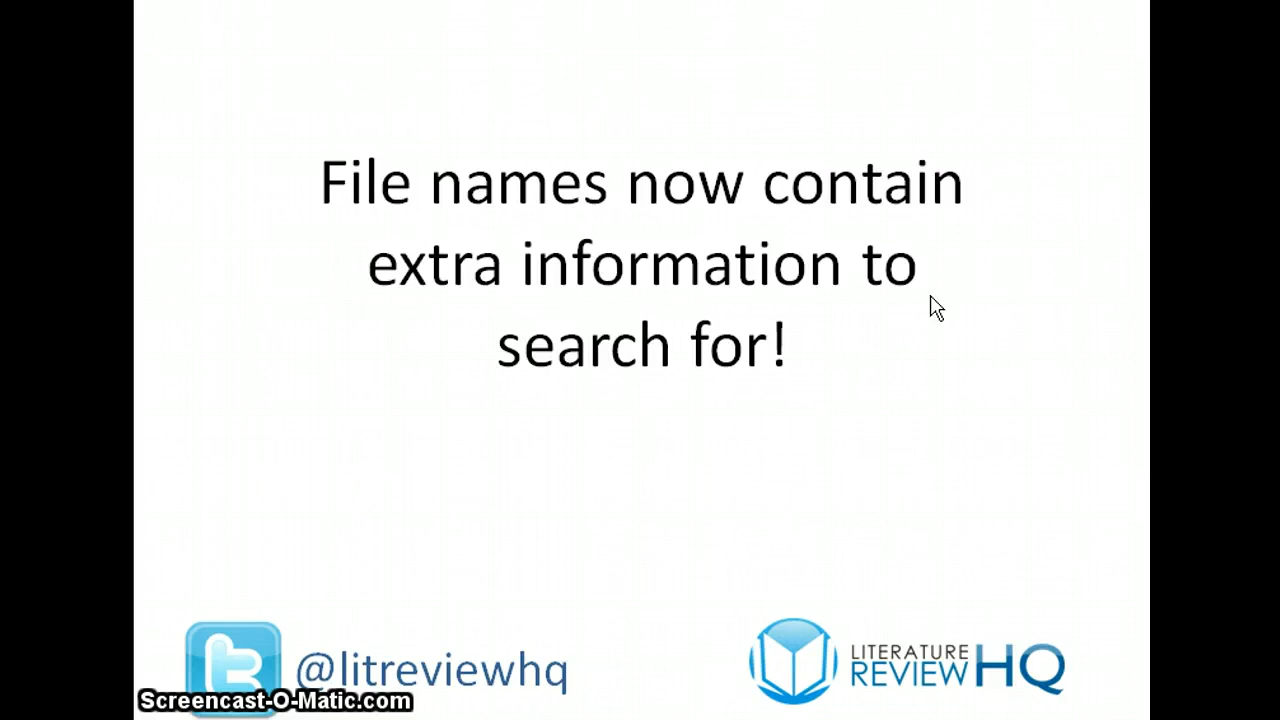 File names now contain
extra information to
search for!
@litreviewhq
LITERATURE
REVIEW HQ
Screencast-O-Matic.com